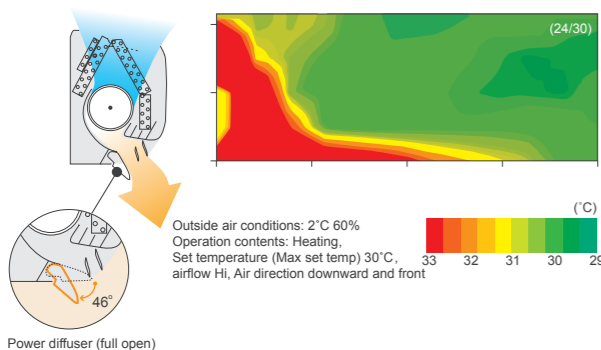 (24/30)
46°
Power diffuser (full open)
Outside air conditions: 2˚C 60%
Operation contents: Heating,
Set temperature (Max set temp) 30˚C,
airflow Hi, Air direction downward and front
(˚C)
33 32 31 30 29